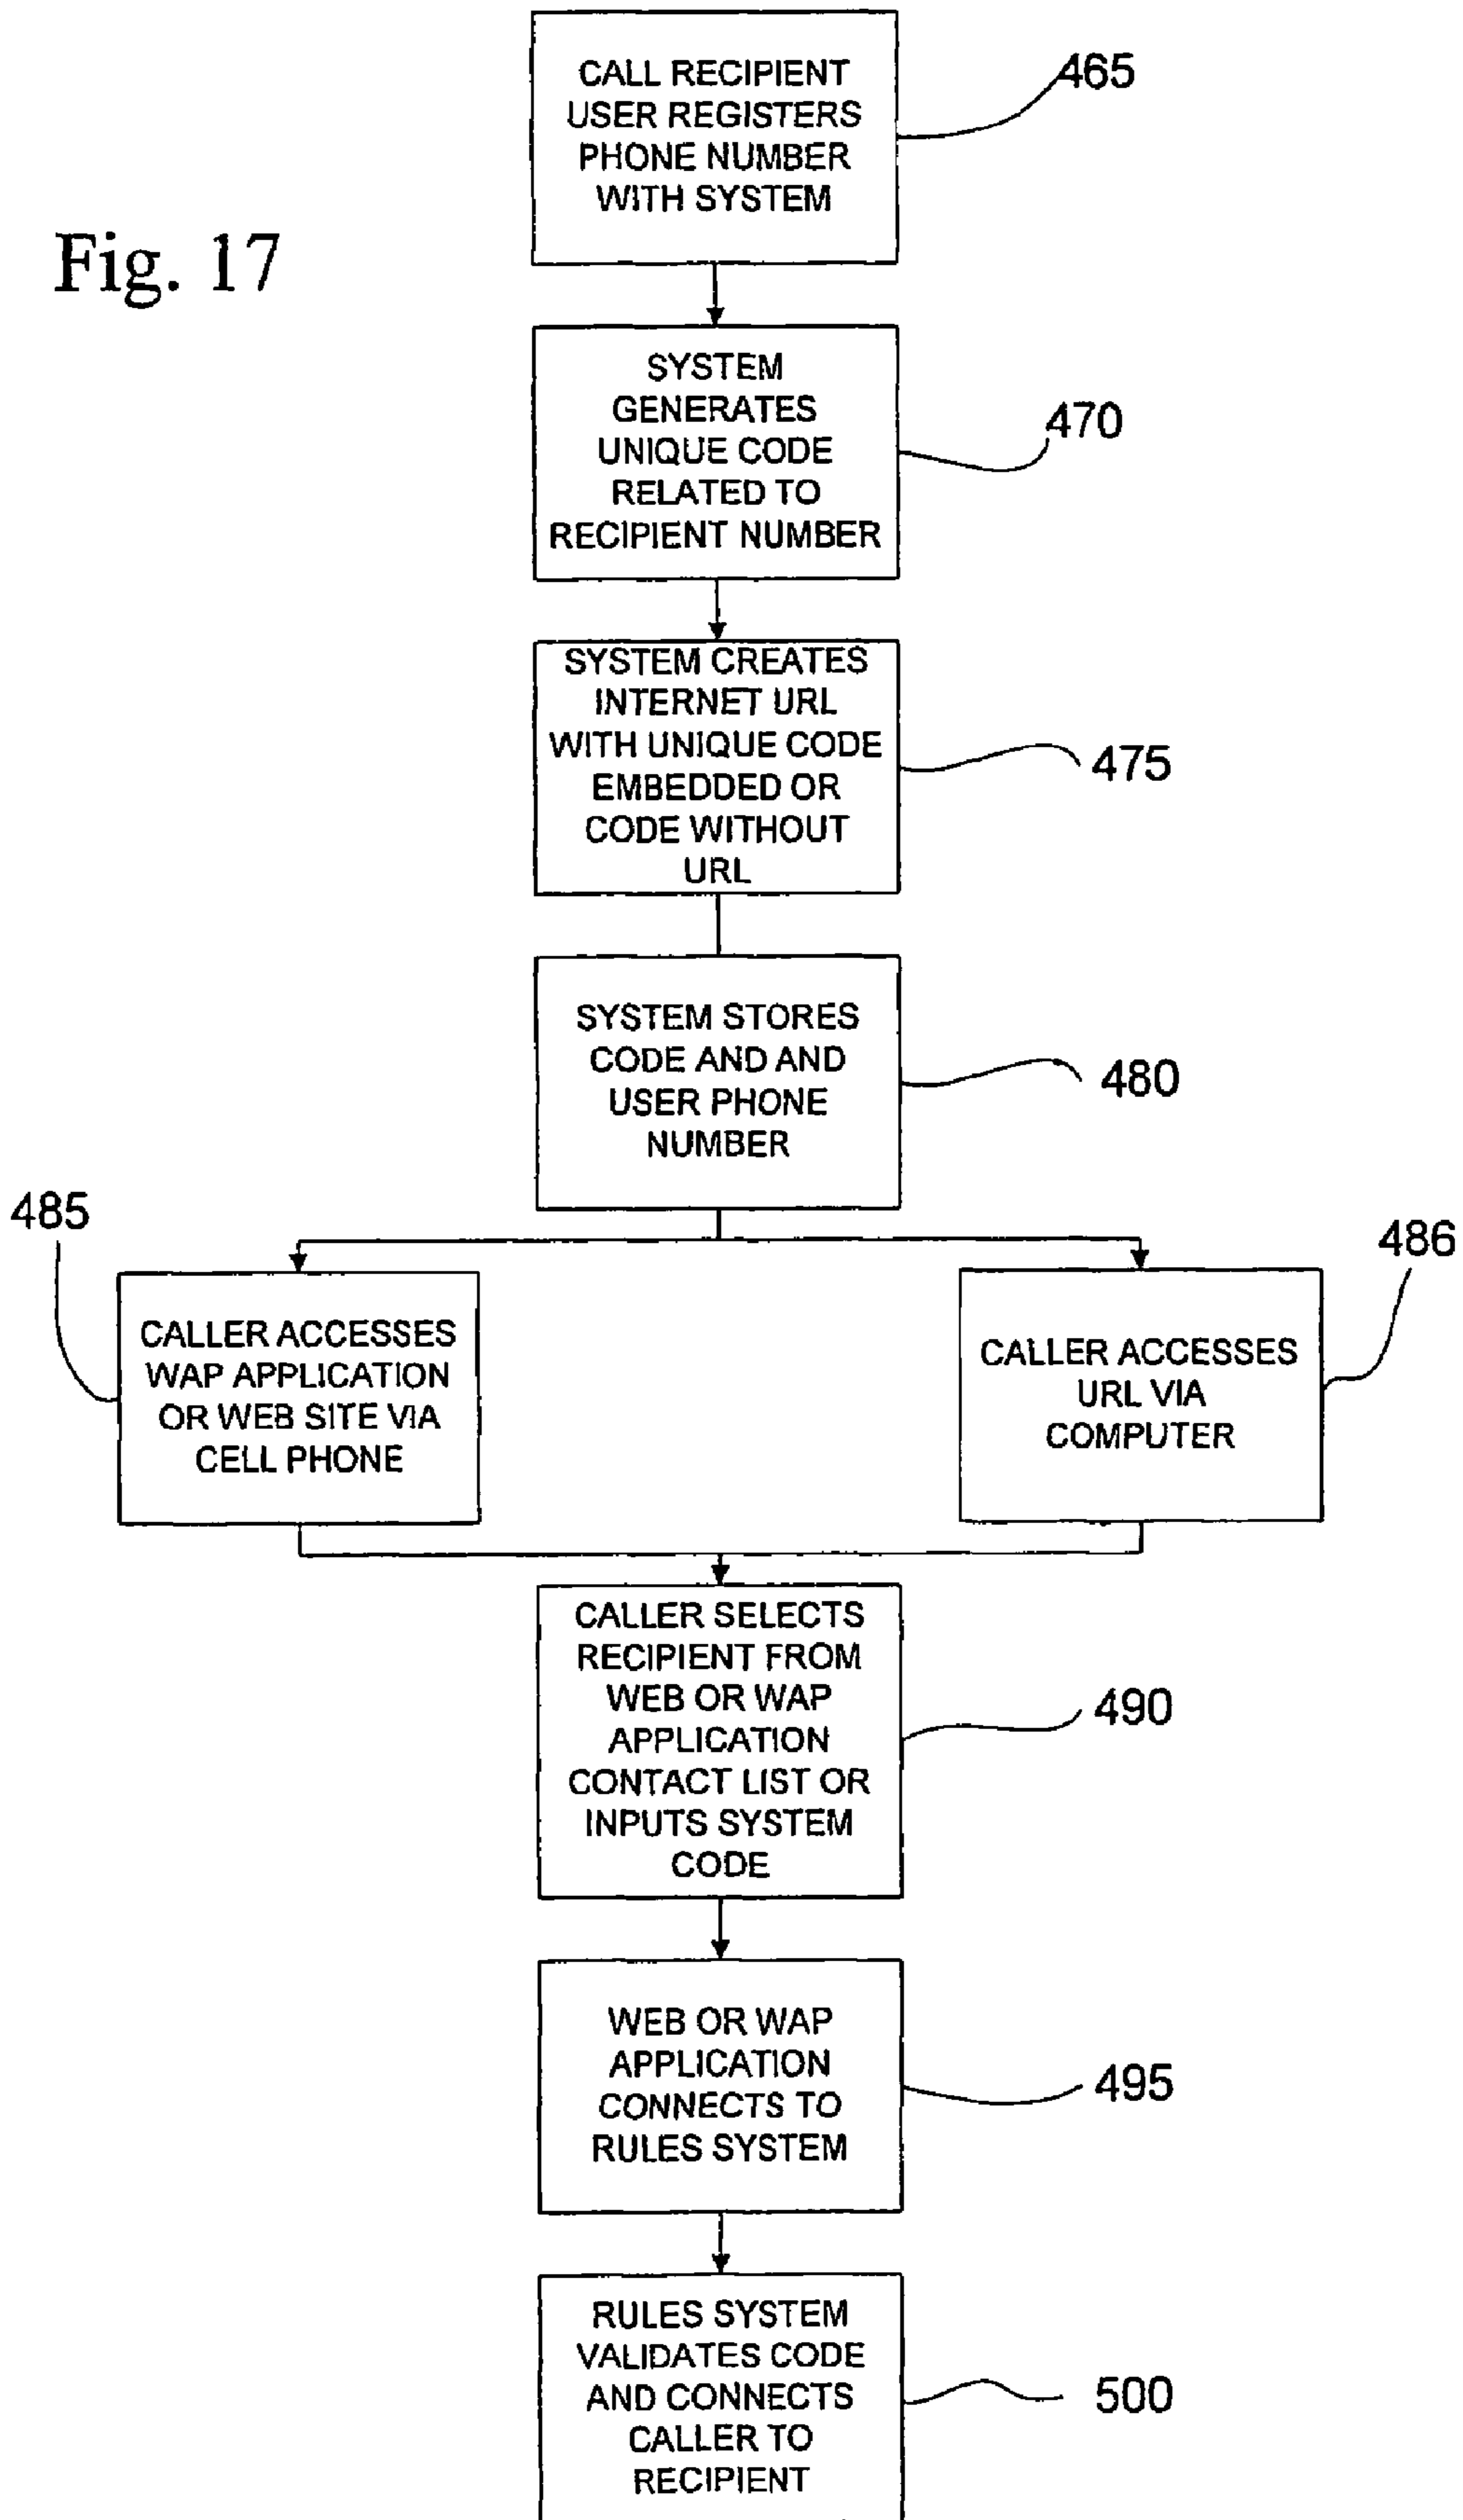 CALL RECIPIENT
USER REGISTERS
PHONE NUMBER
WITH SYSTEM
465
Fig. 17
SYSTEM
GENERATES
UNIQUE CODE
RELATED TO
RECIPIENT NUMBER
470
SYSTEM CREATES
INTERNET URL
WITH UNIQUE CODE
EMBEDDED OR
CODE WITHOUT
URL
475
SYSTEM STORES
CODE AND AND
USER PHONE
NUMBER
480
485
CALLER ACCESSES
WAP APPLICATION
OR WEB SITE VIA
CELL PHONE
486
CALLER ACCESSES
URL VIA
COMPUTER
CALLER SELECTS
RECIPIENT FROM
WEB OR WAP
APPLICATION
CONTACT LIST OR
INPUTS SYSTEM
CODE
490
WEB OR WAP
APPLICATION
CONNECTS TO
RULES SYSTEM
495
RULES SYSTEM
VALIDATES CODE
AND CONNECTS
CALLER TO
RECIPIENT
500